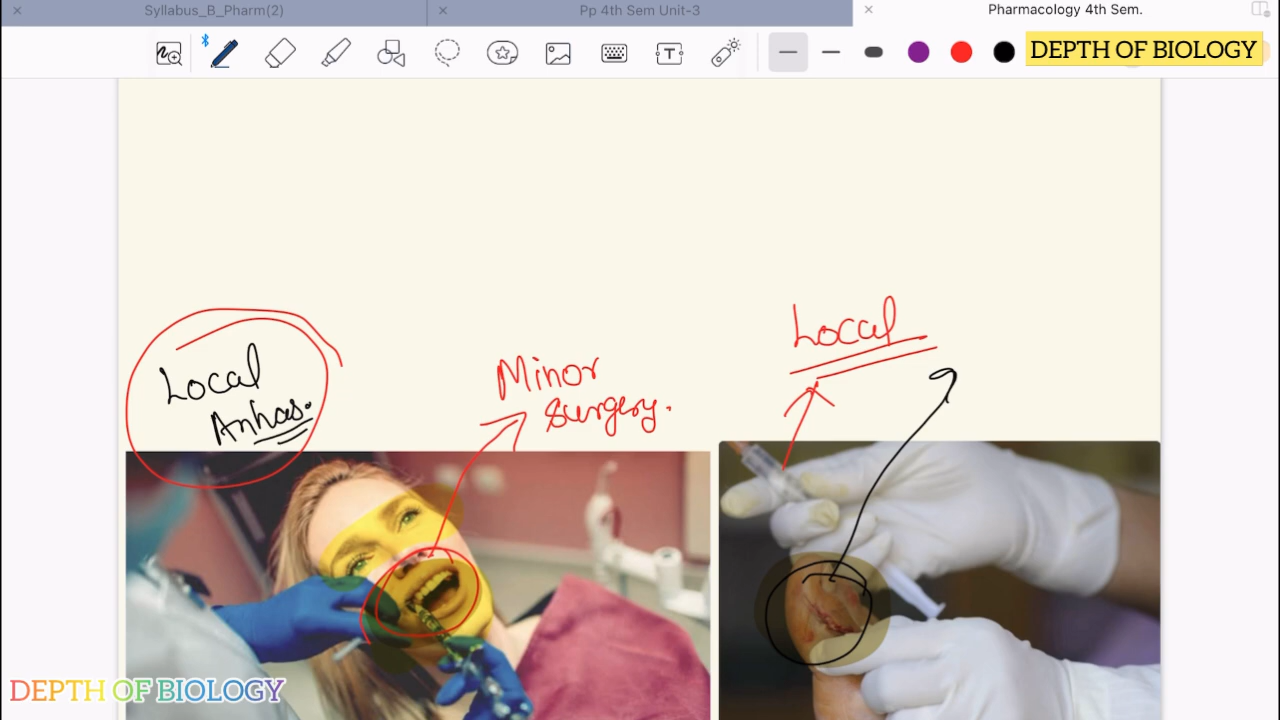 Syllabus_B_Pharm(2)
Pp 4th Sem Unit-3
Pharmacology 4th Sem.
DEPTH OF BIOLOGY
Local
Local
Anhas.
Minor
Surgery.
DEPTH OF BIOLOGY